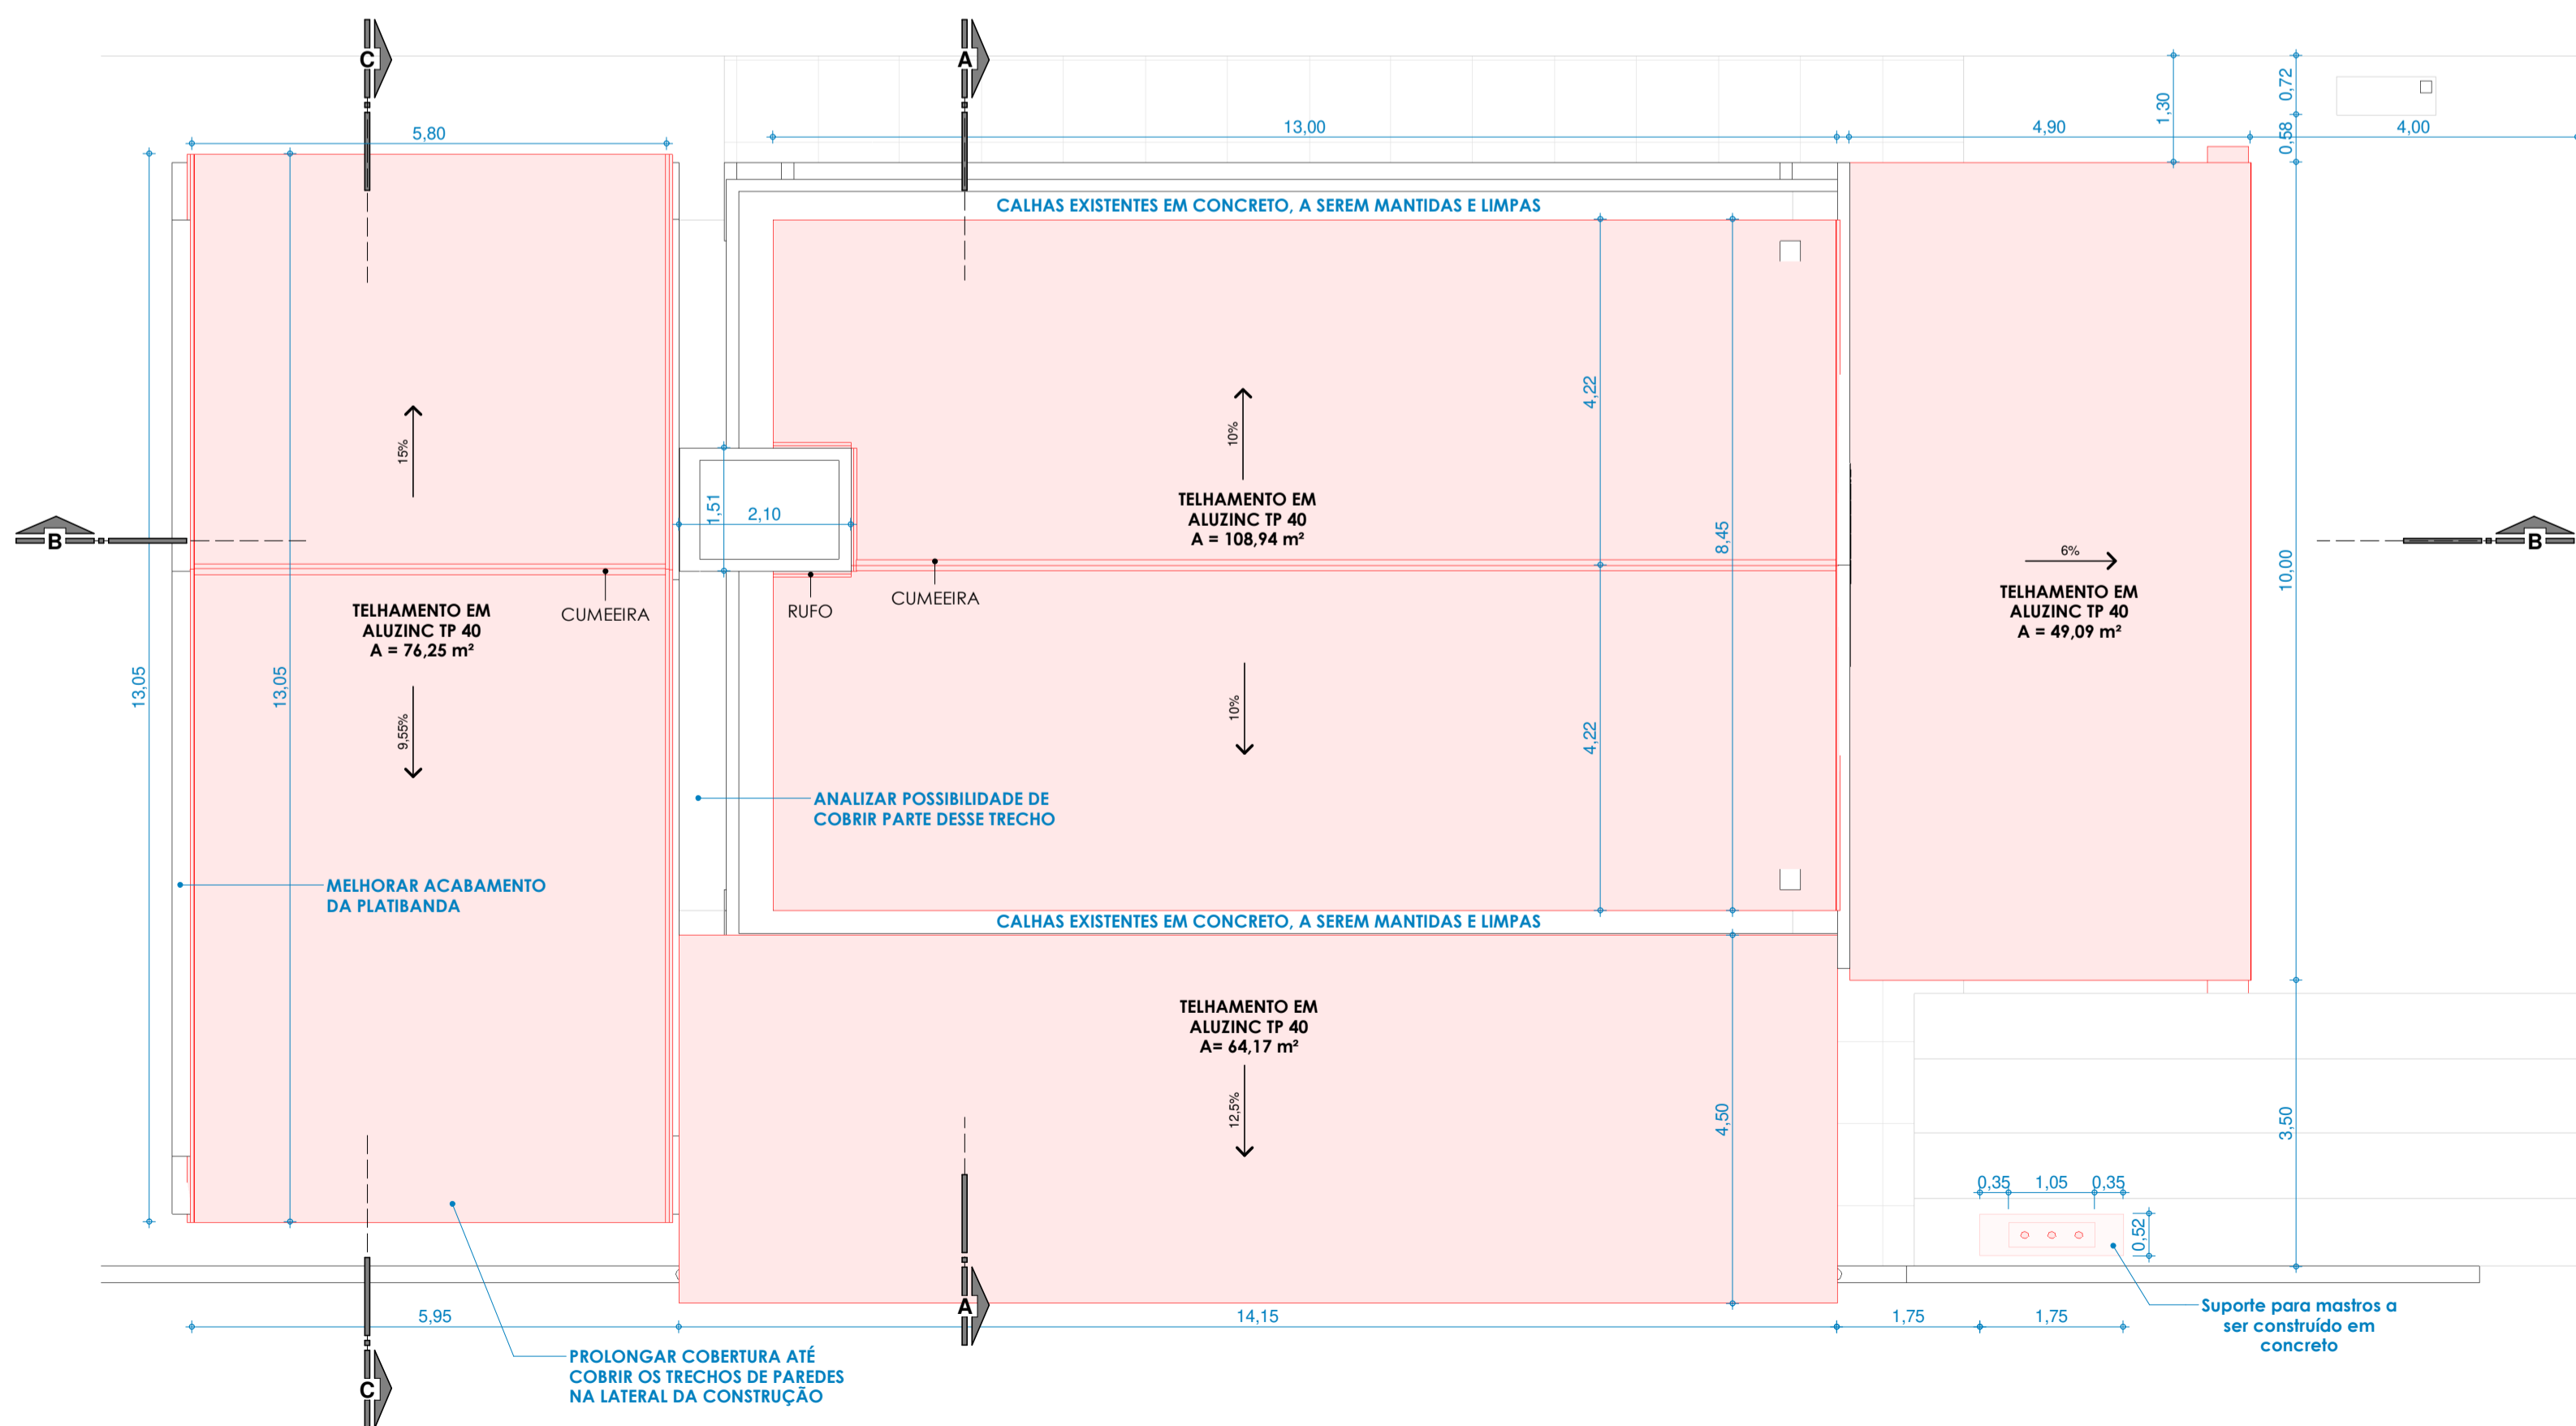 C
A
5,80
13,00
4,90
4,00
1,30
0,72
0,58
CALHAS EXISTENTES EM CONCRETO, A SEREM MANTIDAS E LIMPAS
4,22
8,45
15%
10%
TELHAMENTO EM
ALUZINC TP 40
A = 108,94 m²
1,51
2,10
B
B
6%
10,00
TELHAMENTO EM
ALUZINC TP 40
A = 49,09 m²
CUMEEIRA
RUFO
CUMEEIRA
TELHAMENTO EM
ALUZINC TP 40
A = 76,25 m²
13,05
13,05
9,55%
10%
4,22
ANALIZAR POSSIBILIDADE DE
COBRIR PARTE DESSE TRECHO
MELHORAR ACABAMENTO
DA PLATIBANDA
CALHAS EXISTENTES EM CONCRETO, A SEREM MANTIDAS E LIMPAS
TELHAMENTO EM
ALUZINC TP 40
A= 64,17 m²
12,5%
4,50
3,50
0,35
1,05
0,35
0,52
5,95
A
14,15
1,75
1,75
Suporte para mastros a
ser construído em
concreto
PROLONGAR COBERTURA ATÉ
COBRIR OS TRECHOS DE PAREDES
NA LATERAL DA CONSTRUÇÃO
C